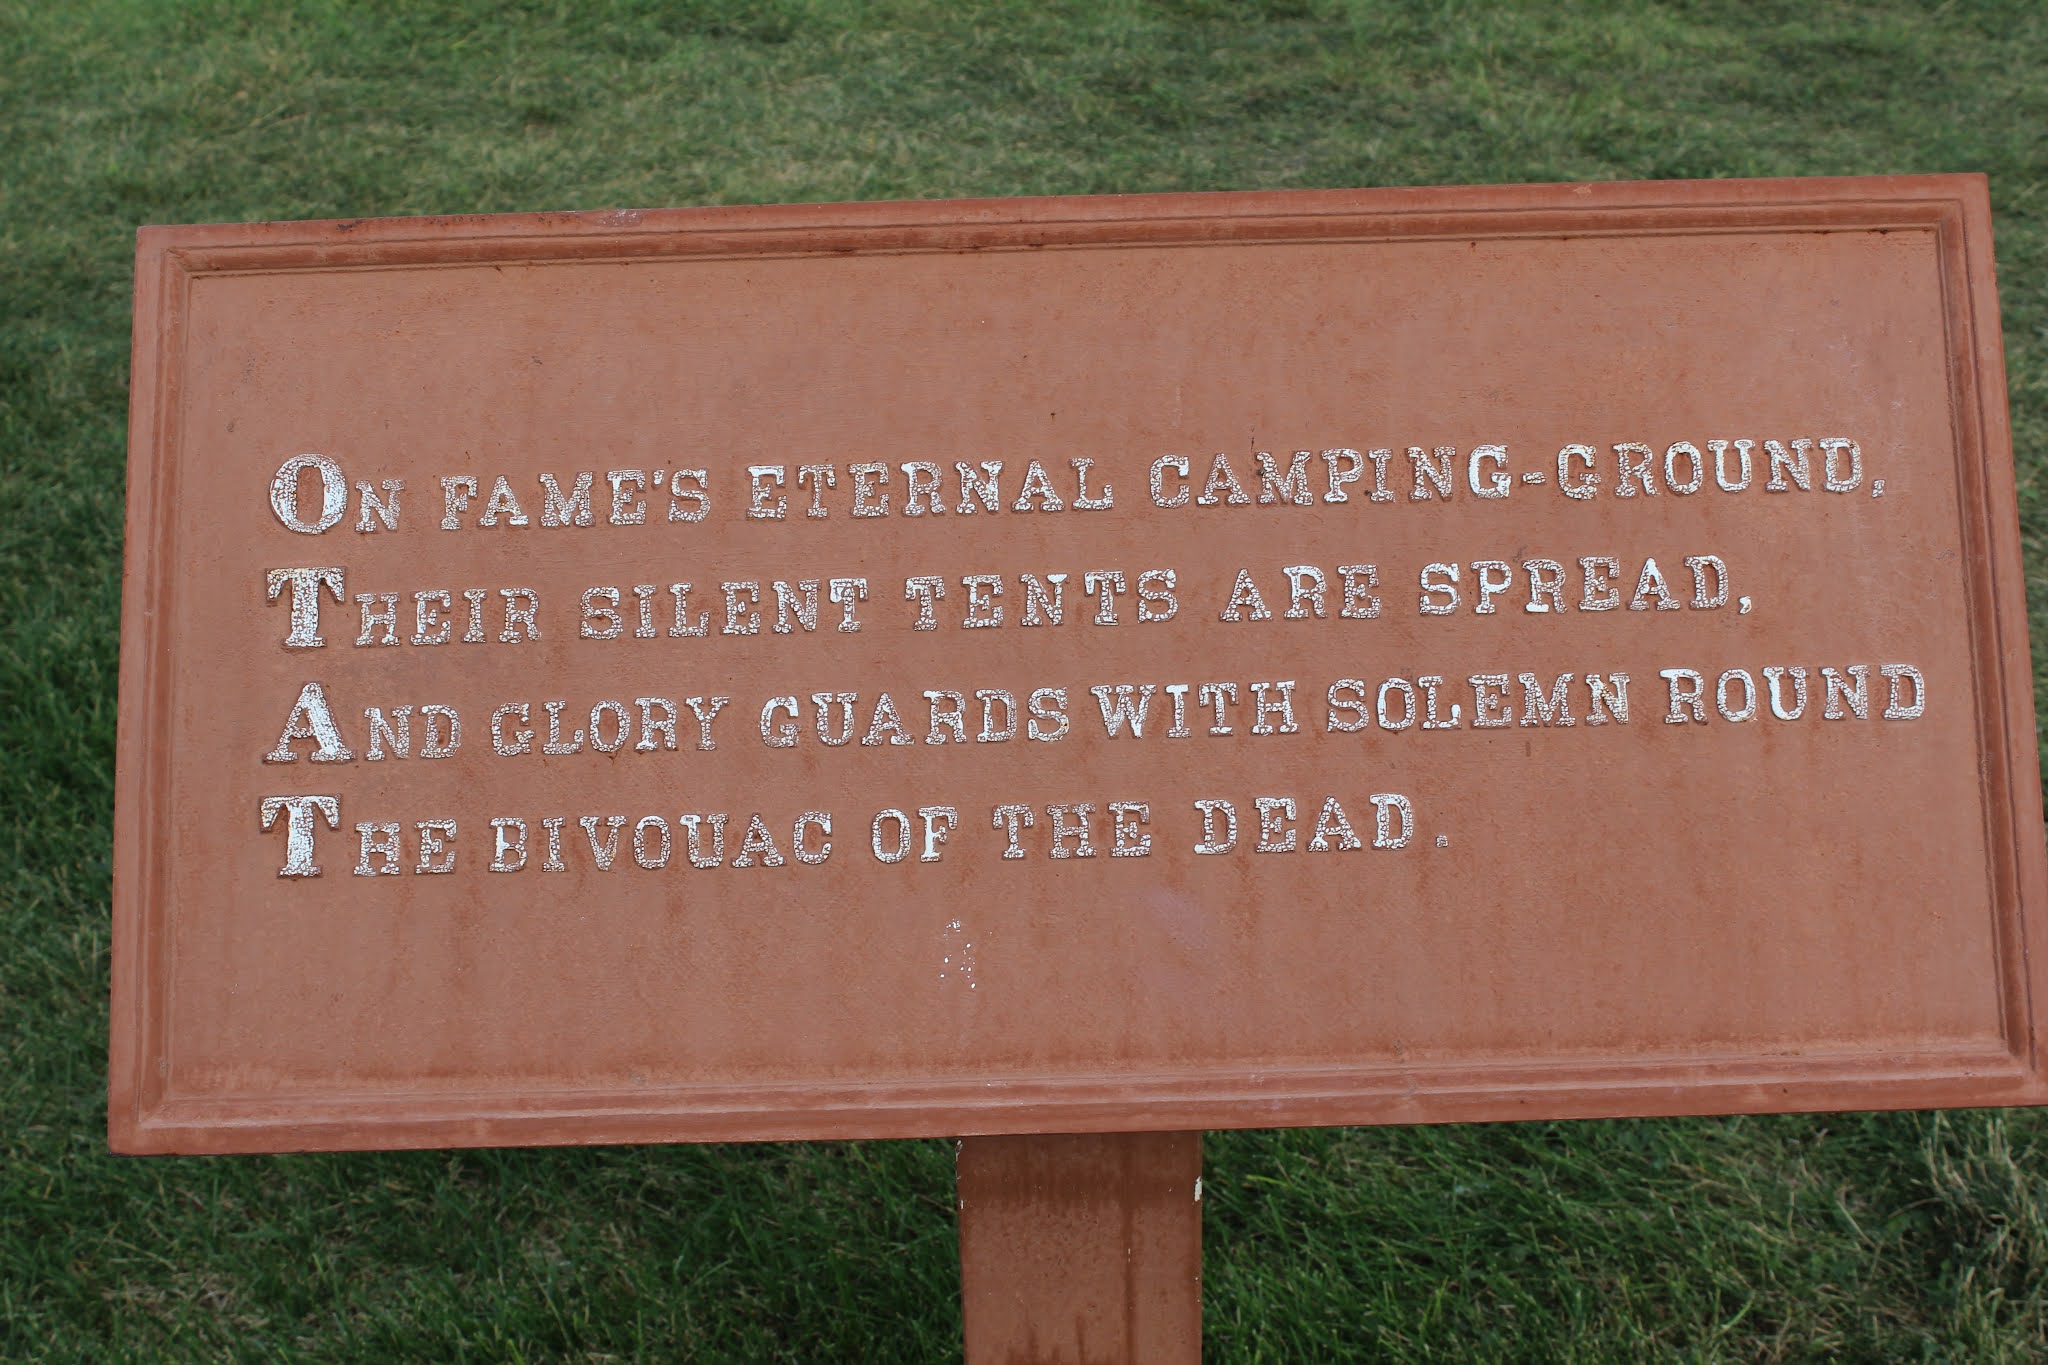 ON FAME'S ETERNAL CAMPING-GROUND,
THEIR SILENT TENTS ARE SPREAD,
AND GLORY GUARDS WITH SOLEMN ROUND
THE BIVOUAC OF THE DEAD.